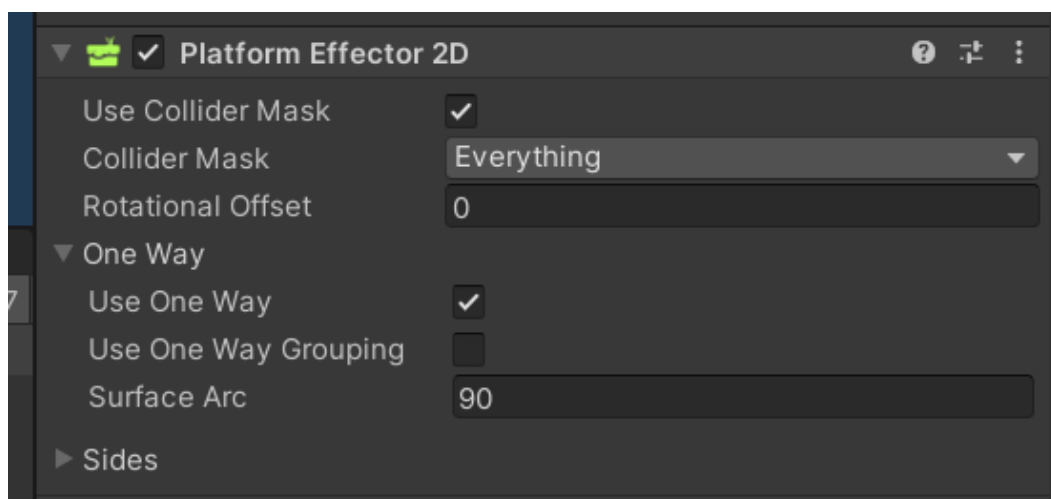 Platform Effector 2D
Use Collider Mask
Collider Mask Everything
Rotational Offset 0
One Way
Use One Way
Use One Way Grouping
Surface Arc 90
Sides
7